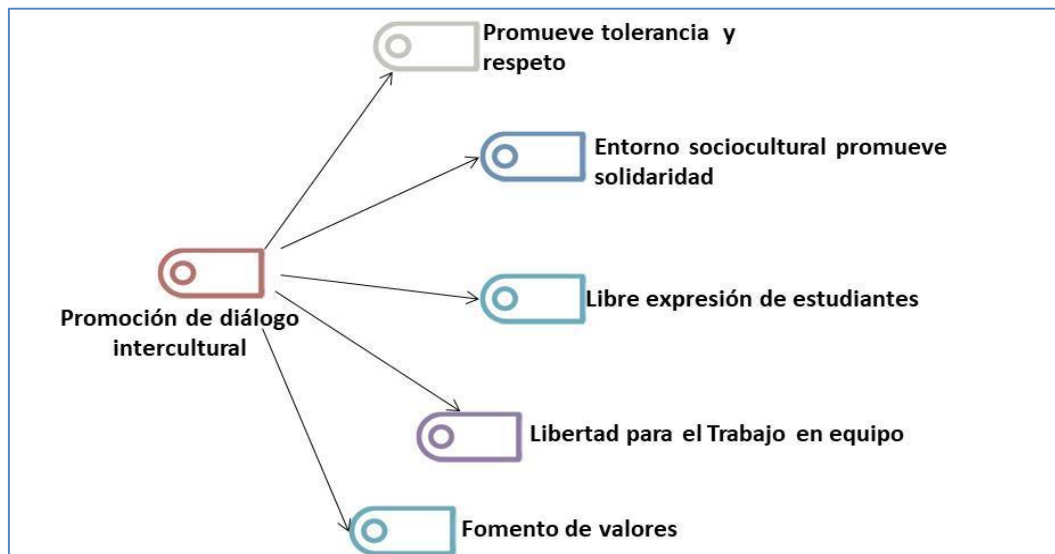 Promueve tolerancia y
respeto
Entorno sociocultural promueve
solidaridad
Libre expresión de estudiantes
Promoción de diálogo
intercultural
Libertad para el Trabajo en equipo
Fomento de valores